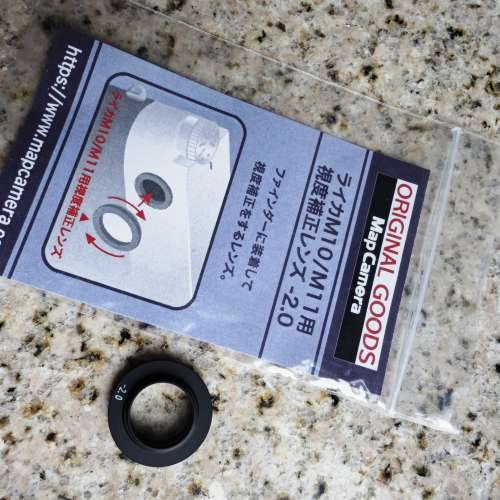 ORIGINAL GOODS
Map Camera
ライカM10/M11用
視度補正レンズ -2.0
ファインダーに装着して
視度補正をするレンズ。
ライカM10/M11用視度補正レンズ
https://www.mapcamera.co
-2.0